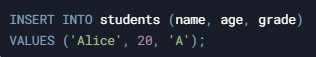 INSERT INTO students (name, age, grade)
VALUES ('Alice', 20, 'A');